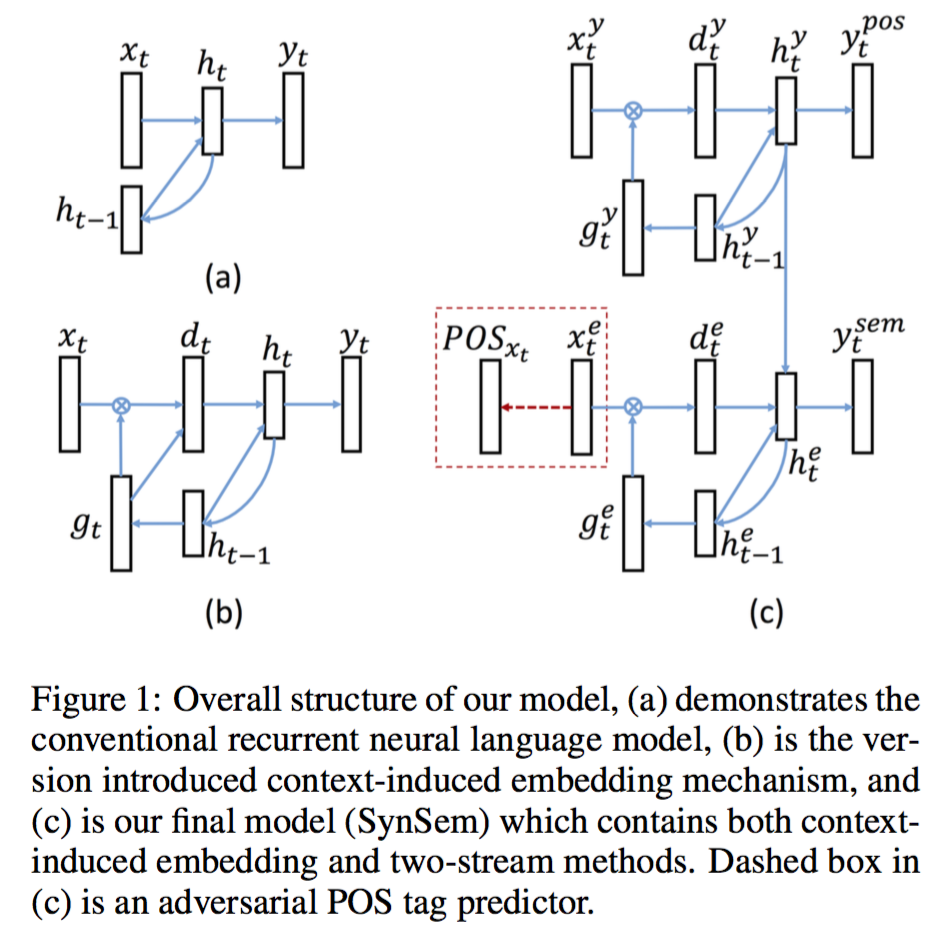 x_t h_t y_t
h_{t-1}
(a)
x_t d_t h_t y_t
g_t
h_{t-1}
(b)
x_t^y d_t^y h_t^y y_t^{pos}
g_t^y
h_{t-1}^y
POS_{x_t} x_t^e d_t^e y_t^{sem}
h_t^e
g_t^e
h_{t-1}^e
(c)
Figure 1: Overall structure of our model, (a) demonstrates the
conventional recurrent neural language model, (b) is the ver-
sion introduced context-induced embedding mechanism, and
(c) is our final model (SynSem) which contains both context-
induced embedding and two-stream methods. Dashed box in
(c) is an adversarial POS tag predictor.